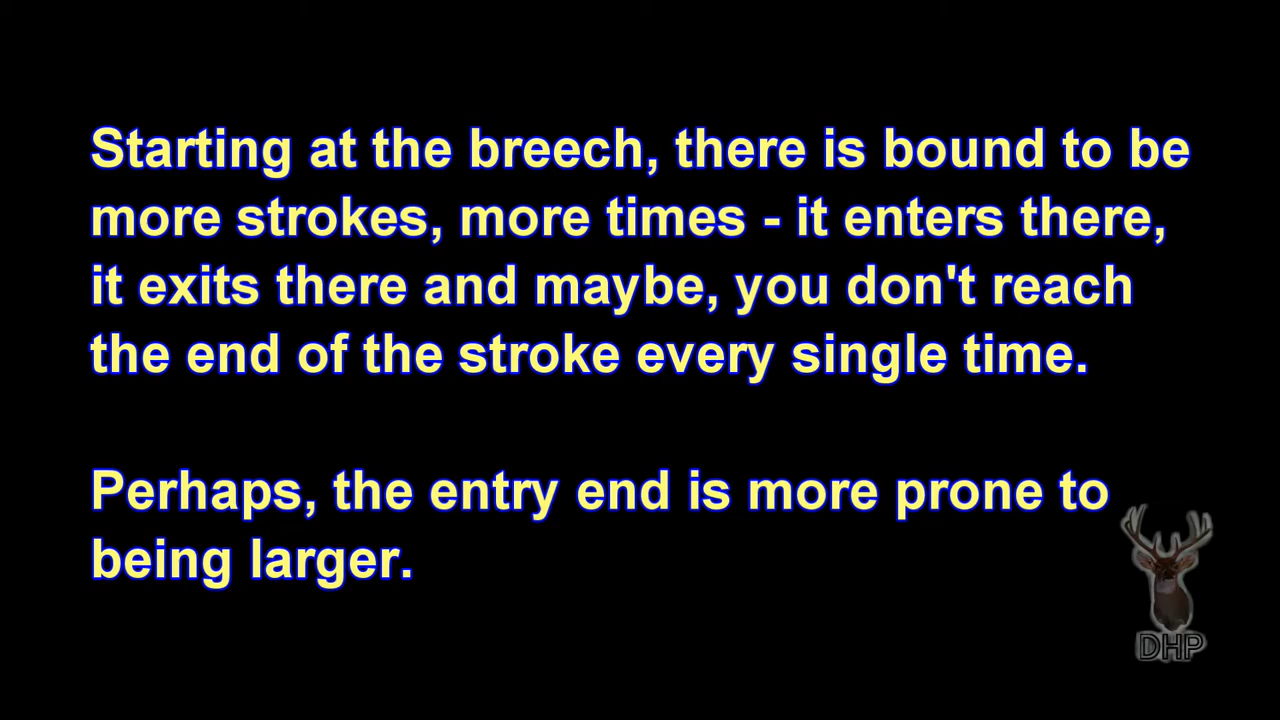 Starting at the breech, there is bound to be
more strokes, more times - it enters there,
it exits there and maybe, you don't reach
the end of the stroke every single time.
Perhaps, the entry end is more prone to
being larger.
DHP